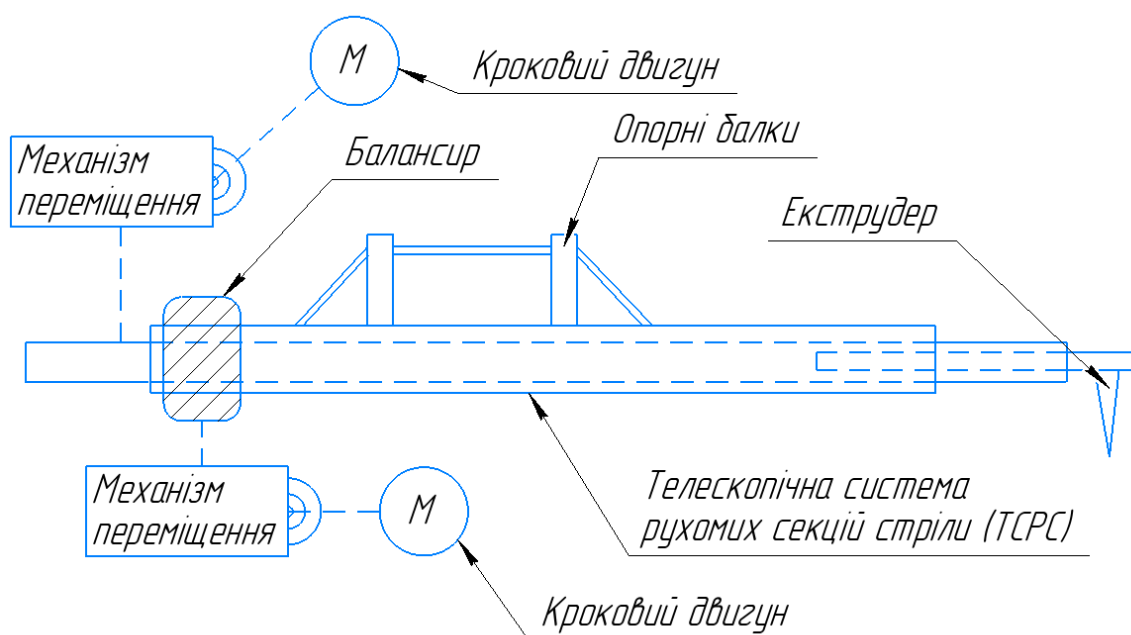 М
Кроковий двигун
Опорні балки
Механізм
переміщення
Балансир
Екструдер
Механізм
переміщення
М
Телескопічна система
рухомих секцій стріли (ТСРС)
Кроковий двигун